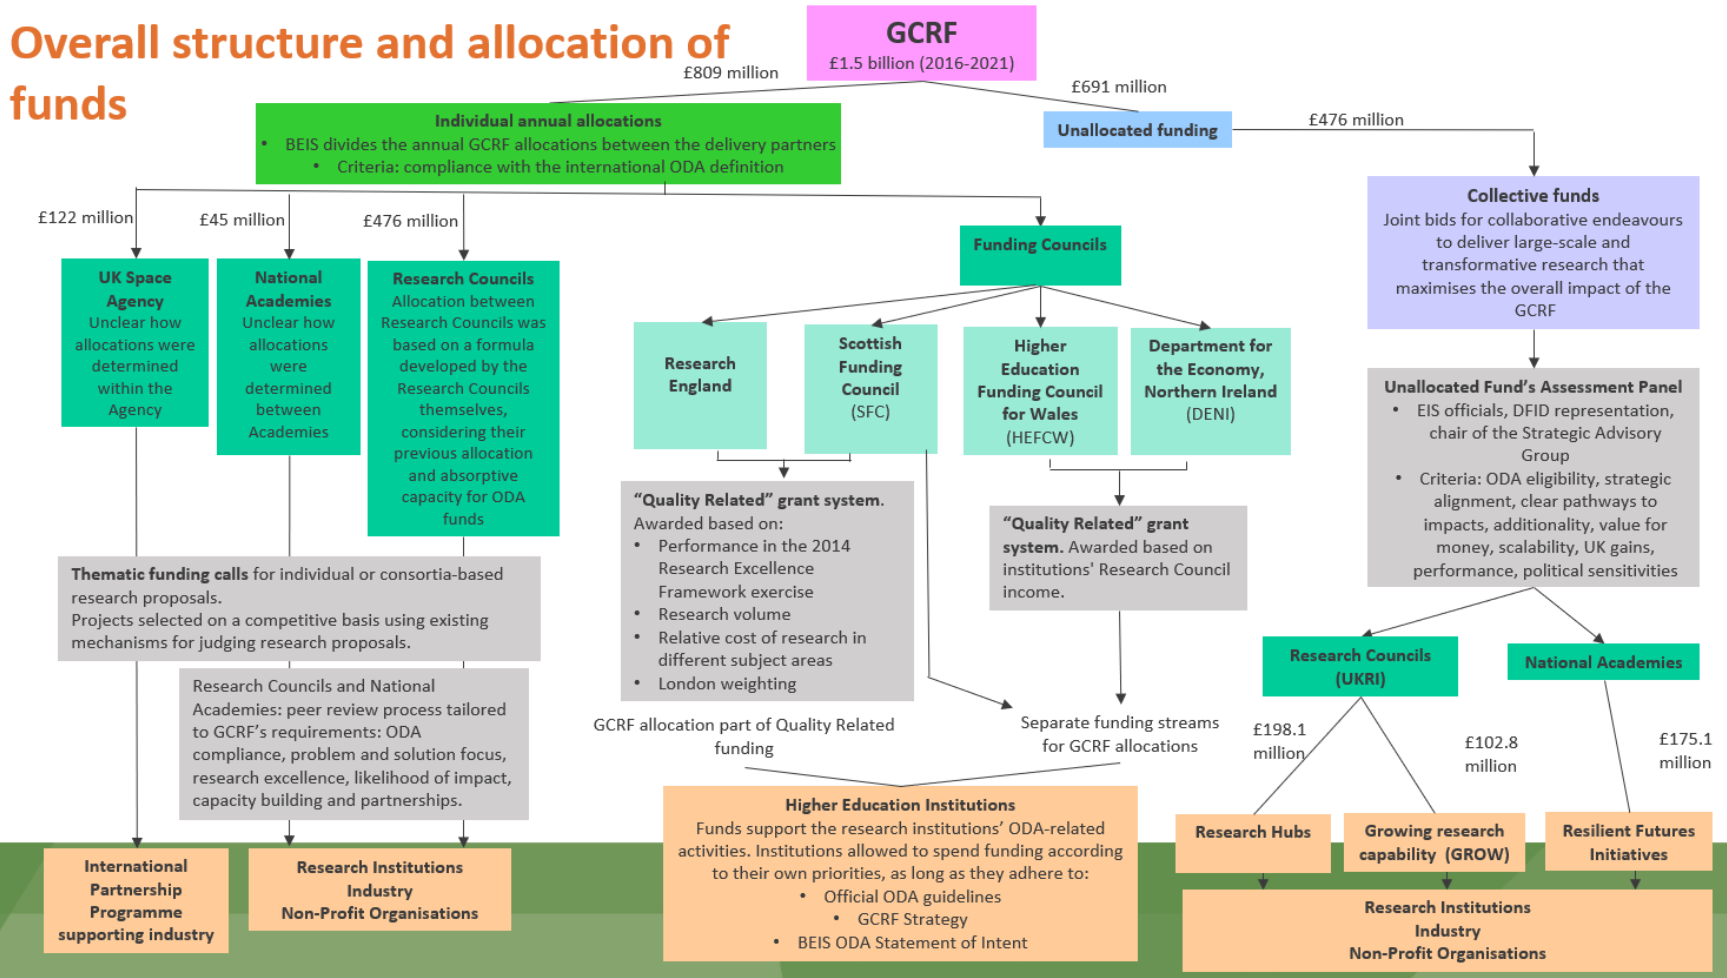 Overall structure and allocation of
funds
GCRF
£1.5 billion (2016-2021)
£809 million
£691 million
Individual annual allocations
• BEIS divides the annual GCRF allocations between the delivery partners
• Criteria: compliance with the international ODA definition
Unallocated funding
£476 million
£122 million
£45 million
£476 million
UK Space
Agency
Unclear how
allocations were
determined
within the
Agency
National
Academies
Unclear how
allocations
were
determined
between
Academies
Research Councils
Allocation between
Research Councils was
based on a formula
developed by the
Research Councils
themselves,
considering their
previous allocation
and absorptive
capacity for ODA
funds
Funding Councils
Research
England
Scottish
Funding
Council
(SFC)
Higher
Education
Funding Council
for Wales
(HEFCW)
Department for
the Economy,
Northern Ireland
(DENI)
Collective funds
Joint bids for collaborative endeavours
to deliver large-scale and
transformative research that
maximises the overall impact of the
GCRF
Unallocated Fund's Assessment Panel
• EIS officials, DFID representation,
chair of the Strategic Advisory
Group
• Criteria: ODA eligibility, strategic
alignment, clear pathways to
impacts, additionality, value for
money, scalability, UK gains,
performance, political sensitivities
Thematic funding calls for individual or consortia-based
research proposals.
Projects selected on a competitive basis using existing
mechanisms for judging research proposals.
Research Councils and National
Academies: peer review process tailored
to GCRF's requirements: ODA
compliance, problem and solution focus,
research excellence, likelihood of impact,
capacity building and partnerships.
"Quality Related" grant system.
Awarded based on:
• Performance in the 2014
Research Excellence
Framework exercise
• Research volume
• Relative cost of research in
different subject areas
• London weighting
"Quality Related" grant
system. Awarded based on
institutions' Research Council
income.
GCRF allocation part of Quality Related
funding
Separate funding streams
for GCRF allocations
Research Councils
(UKRI)
National Academies
£198.1
million
£102.8
million
£175.1
million
International
Partnership
Programme
supporting industry
Research Institutions
Industry
Non-Profit Organisations
Higher Education Institutions
Funds support the research institutions' ODA-related
activities. Institutions allowed to spend funding according
to their own priorities, as long as they adhere to:
• Official ODA guidelines
• GCRF Strategy
• BEIS ODA Statement of Intent
Research Hubs
Growing research
capability (GROW)
Resilient Futures
Initiatives
Research Institutions
Industry
Non-Profit Organisations